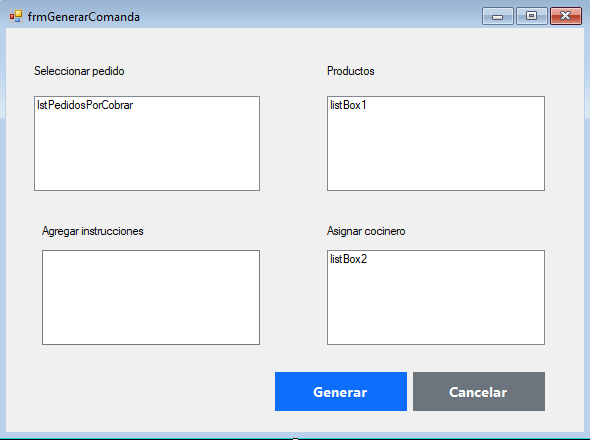 frmGenerarComanda
Seleccionar pedido
Productos
lstPedidosPorCobrar
listBox1
Agregar instrucciones
Asignar cocinero
listBox2
Generar
Cancelar